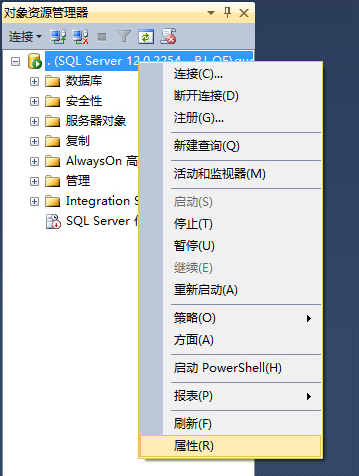 对象资源管理器
连接
. (SQL Server 12.0.2254
数据库
安全性
服务器对象
复制
AlwaysOn 高
管理
Integration S
SQL Server
连接(C)...
断开连接(D)
注册(G)...
新建查询(Q)
活动和监视器(M)
启动(S)
停止(T)
暂停(U)
继续(E)
重新启动(A)
策略(O)
方面(A)
启动 PowerShell(H)
报表(P)
刷新(F)
属性(R)